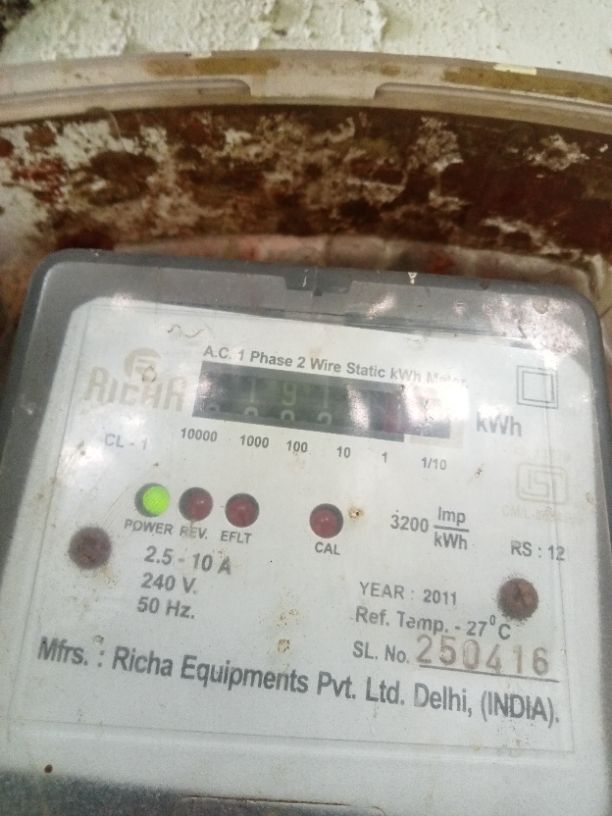 A.C. 1 Phase 2 Wire Static kWh Meter
RICHA
kWh
CL - 1
10000 1000 100 10 1 1/10
POWER REV. EFLT
CAL
3200 Imp/kWh
RS : 12
2.5 - 10 A
240 V.
50 Hz.
YEAR : 2011
Ref. Temp. - 27°C
SL. No. 250416
Mfrs. : Richa Equipments Pvt. Ltd. Delhi, (INDIA).